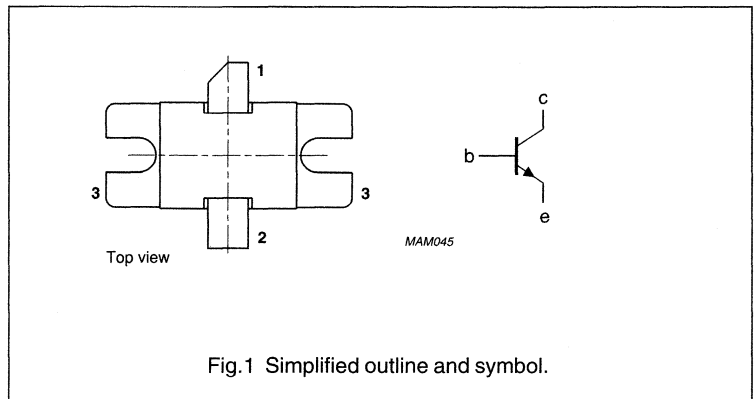 1
c
b
3
3
e
2
MAM045
Top view
Fig.1 Simplified outline and symbol.